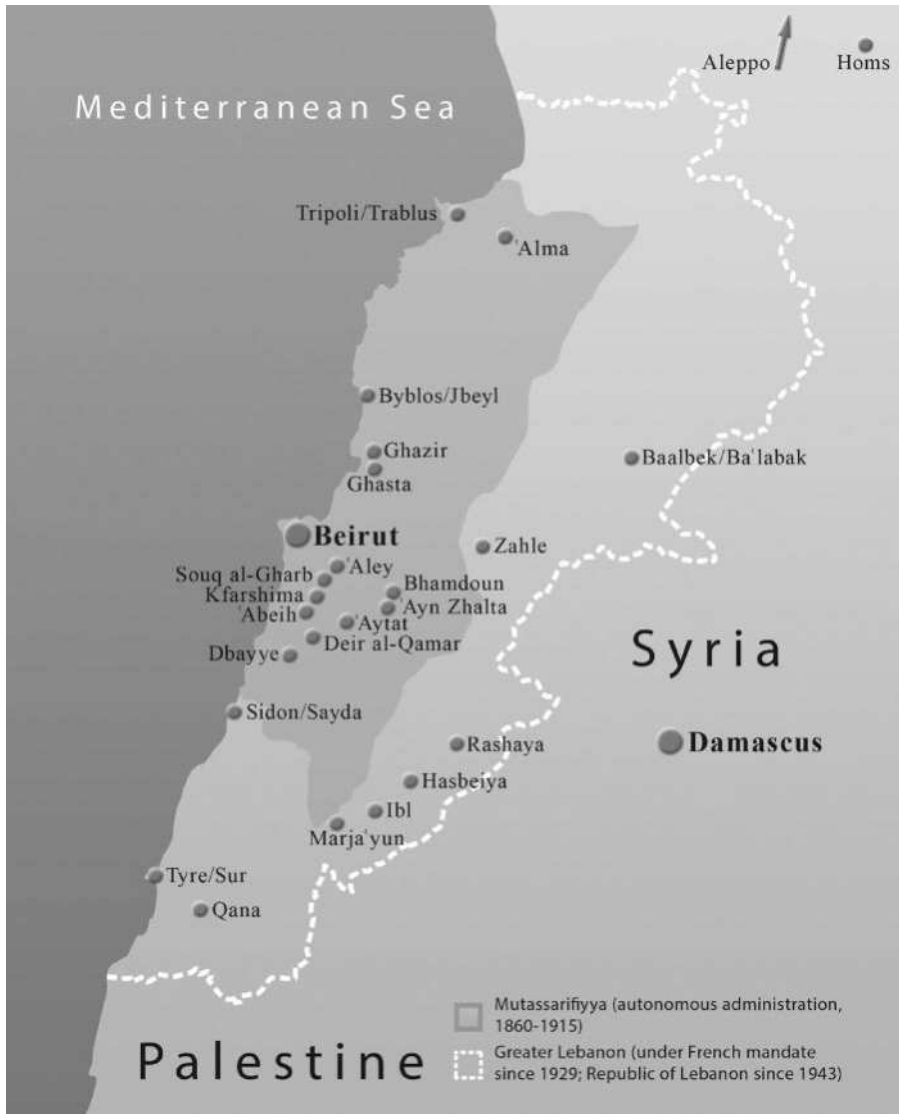 Aleppo
Homs
Mediterranean Sea
Tripoli/Trablus
'Alma
Byblos/Jbeyl
Ghazir
Ghasta
Baalbek/Ba'labak
Beirut
Zahle
'Aley
Souq al-Gharb
Bhamdoun
Kfarshima
'Ayn Zhalta
'Abeih
'Aytat
Deir al-Qamar
Dbayye
Syria
Sidon/Sayda
Damascus
Rashaya
Hasbeiya
Ibl
Marja'yun
Tyre/Sur
Qana
Mutassarifiyya (autonomous administration,
1860-1915)
Palestine
Greater Lebanon (under French mandate
since 1929; Republic of Lebanon since 1943)